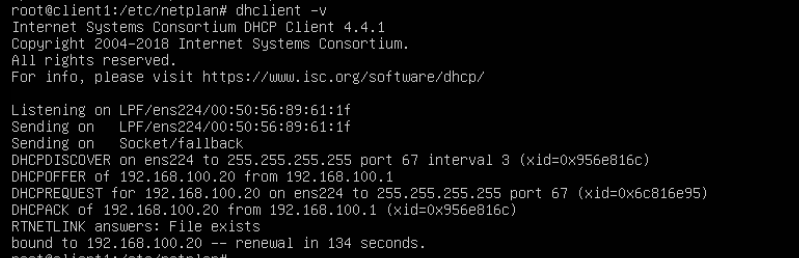 root@client1:/etc/netplan# dhclient -v
Internet Systems Consortium DHCP Client 4.4.1
Copyright 2004-2018 Internet Systems Consortium.
All rights reserved.
For info, please visit https://www.isc.org/software/dhcp/

Listening on LPF/ens224/00:50:56:89:61:1f
Sending on   LPF/ens224/00:50:56:89:61:1f
Sending on   Socket/fallback
DHCPDISCOVER on ens224 to 255.255.255.255 port 67 interval 3 (xid=0x956e816c)
DHCPOFFER of 192.168.100.20 from 192.168.100.1
DHCPREQUEST for 192.168.100.20 on ens224 to 255.255.255.255 port 67 (xid=0x6c816e95)
DHCPACK of 192.168.100.20 from 192.168.100.1 (xid=0x956e816c)
RTNETLINK answers: File exists
bound to 192.168.100.20 -- renewal in 134 seconds.
root@client1:/etc/netplan#